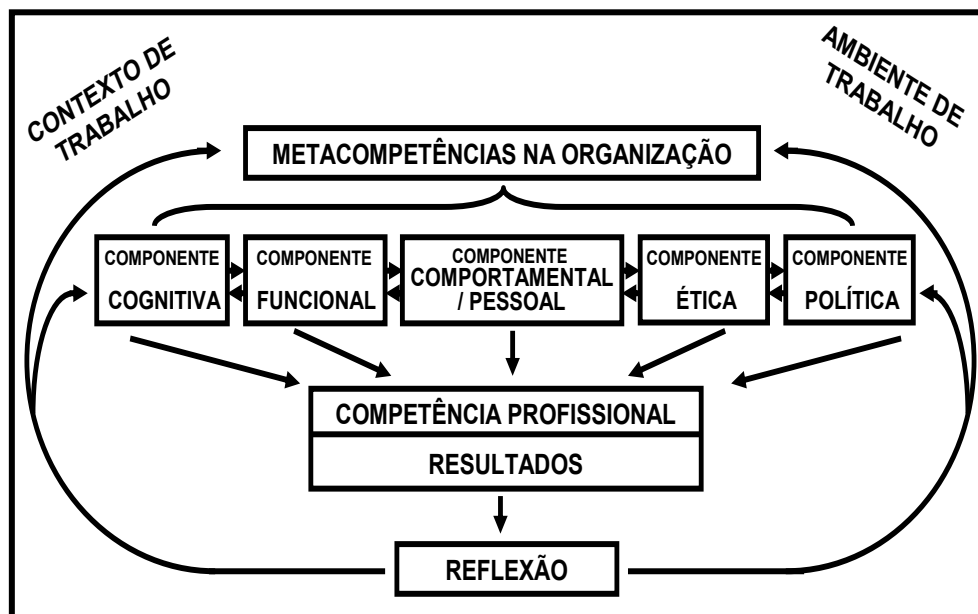 CONTEXTO DE
TRABALHO
AMBIENTE DE
TRABALHO
METACOMPETÊNCIAS NA ORGANIZAÇÃO
COMPONENTE
COGNITIVA
COMPONENTE
FUNCIONAL
COMPONENTE
COMPORTAMENTAL
/ PESSOAL
COMPONENTE
ÉTICA
COMPONENTE
POLÍTICA
COMPETÊNCIA PROFISSIONAL
RESULTADOS
REFLEXÃO